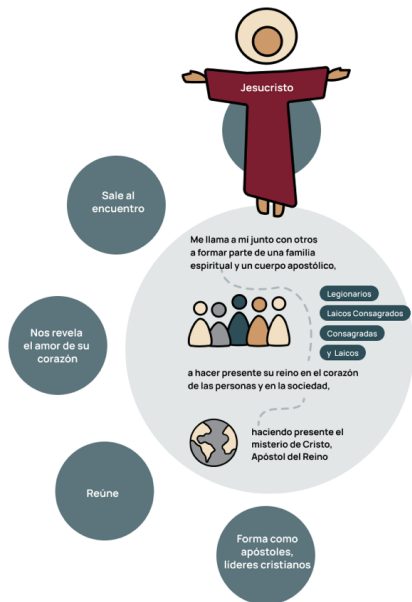 Jesucristo
Sale al
encuentro
Me llama a mi junto con otros
a formar parte de una familia
espiritual y un cuerpo apostólico,
Legionarios
Laicos Consagrados
Consagradas
y Laicos
Nos revela
el amor de su
corazón
a hacer presente su reino en el corazón
de las personas y en la sociedad,
haciendo presente el
misterio de Cristo,
Apóstol del Reino
Reúne
Forma como
apóstoles,
líderes cristianos